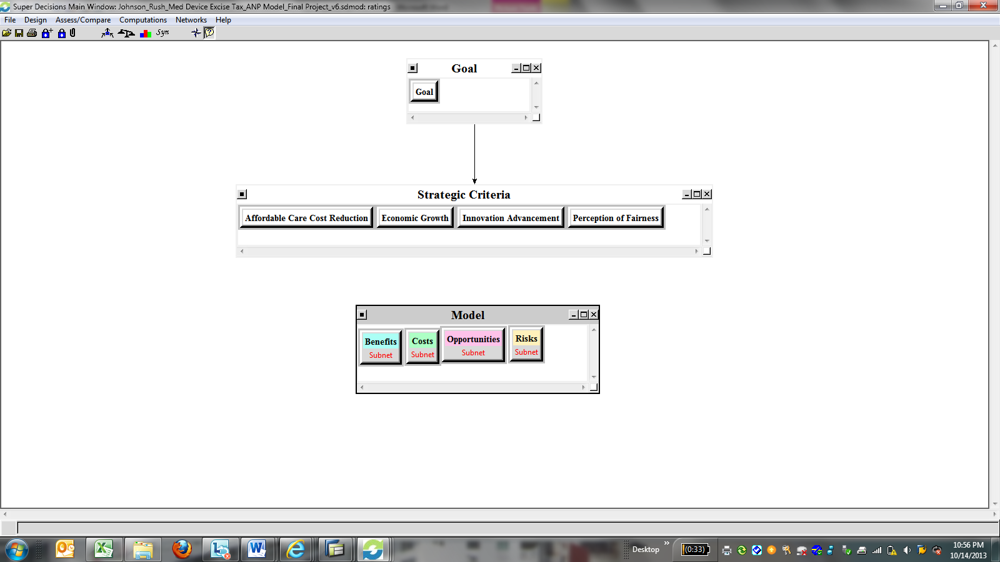 Super Decisions Main Window: Johnson_Rush_Med Device Excise Tax_ANP Model_Final Project_v6.sdmod: ratings
File Design Assess/Compare Computations Networks Help
Syn
Goal
Goal
Strategic Criteria
Affordable Care Cost Reduction Economic Growth Innovation Advancement Perception of Fairness
Model
Benefits Costs Opportunities Risks
Subnet Subnet Subnet Subnet
Desktop
(0:33)
10:56 PM
10/14/2013